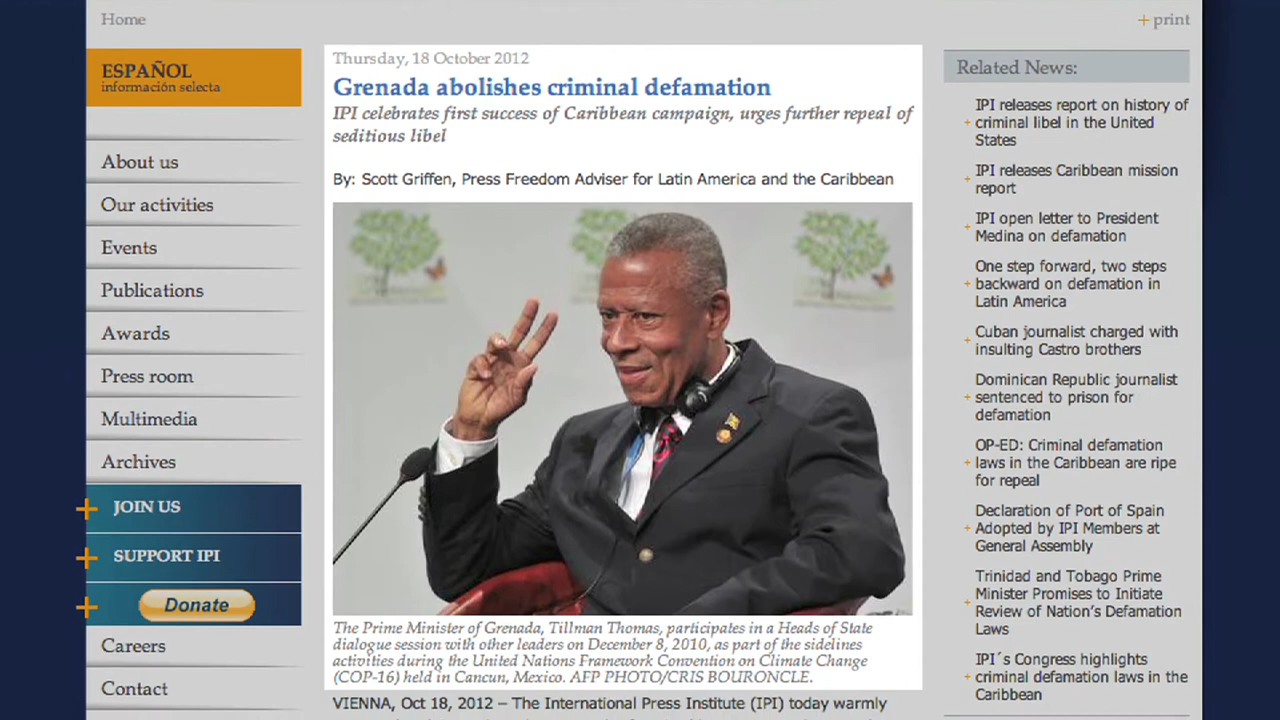 Home
+ print
ESPAÑOL
información selecta
About us
Our activities
Events
Publications
Awards
Press room
Multimedia
Archives
+ JOIN US
+ SUPPORT IPI
+ Donate
Careers
Contact
Thursday, 18 October 2012
Grenada abolishes criminal defamation
IPI celebrates first success of Caribbean campaign, urges further repeal of
seditious libel
By: Scott Griffen, Press Freedom Adviser for Latin America and the Caribbean
The Prime Minister of Grenada, Tillman Thomas, participates in a Heads of State
dialogue session with other leaders on December 8, 2010, as part of the sidelines
activities during the United Nations Framework Convention on Climate Change
(COP-16) held in Cancun, Mexico. AFP PHOTO/CRIS BOURONCLE.
VIENNA, Oct 18, 2012 – The International Press Institute (IPI) today warmly
Related News:
IPI releases report on history of
+ criminal libel in the United
States
IPI releases Caribbean mission
+ report
IPI open letter to President
+ Medina on defamation
One step forward, two steps
+ backward on defamation in
Latin America
Cuban journalist charged with
+ insulting Castro brothers
Dominican Republic journalist
+ sentenced to prison for
defamation
OP-ED: Criminal defamation
+ laws in the Caribbean are ripe
for repeal
Declaration of Port of Spain
+ Adopted by IPI Members at
General Assembly
Trinidad and Tobago Prime
Minister Promises to Initiate
+ Review of Nation's Defamation
Laws
IPI´s Congress highlights
+ criminal defamation laws in the
Caribbean